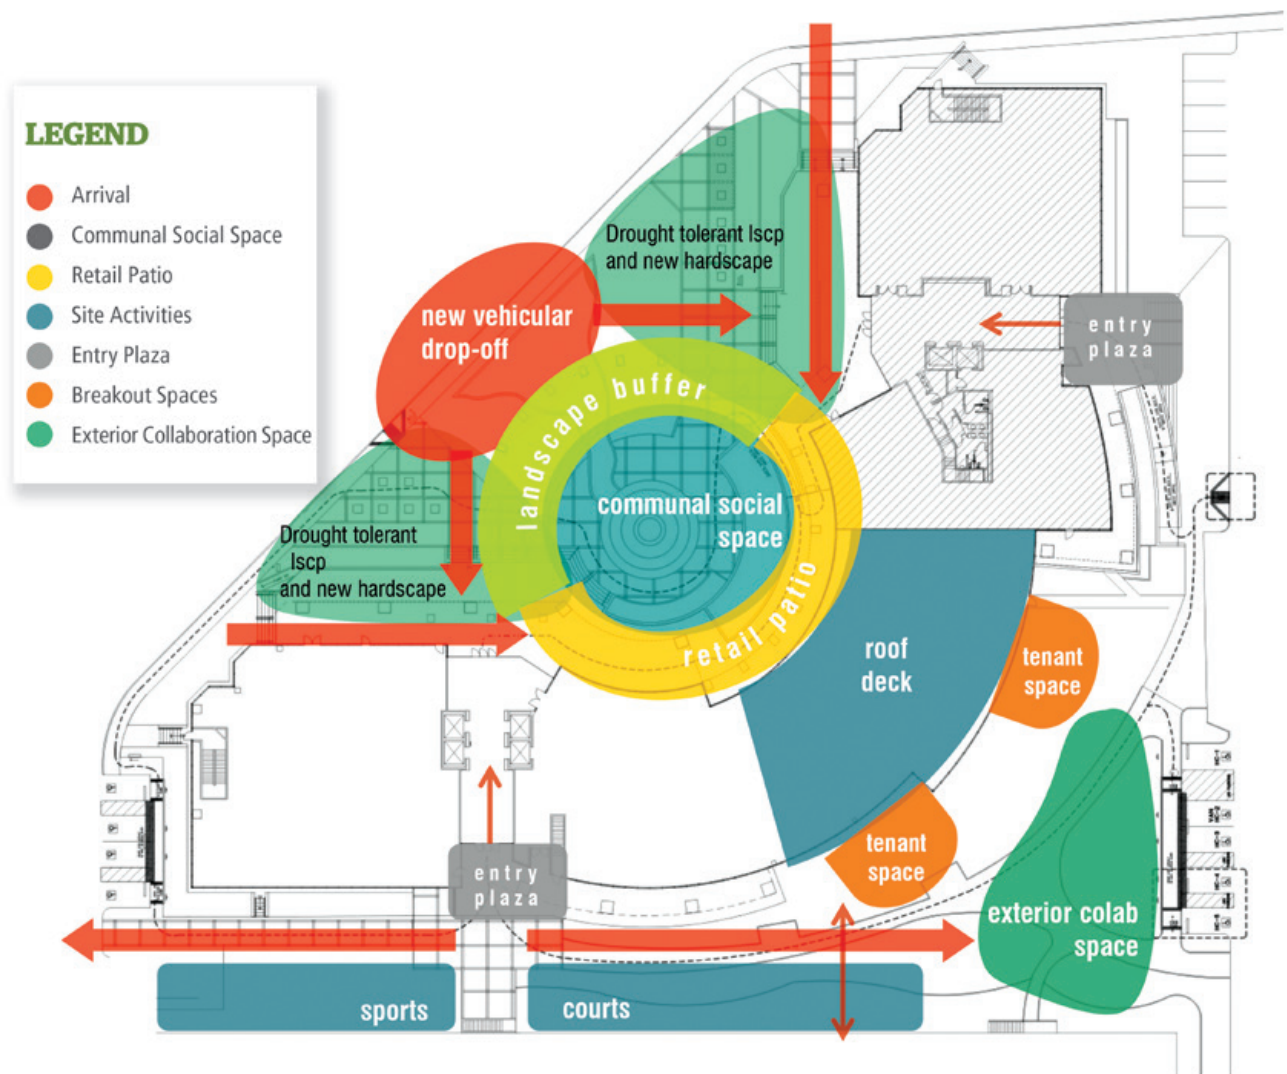 LEGEND
Arrival
Communal Social Space
Retail Patio
Site Activities
Entry Plaza
Breakout Spaces
Exterior Collaboration Space
Drought tolerant lscp
and new hardscape
new vehicular
drop-off
entry
plaza
landscape buffer
communal social
space
Drought tolerant
lscp
and new hardscape
retail patio
roof
deck
tenant
space
tenant
space
entry
plaza
exterior colab
space
sports
courts